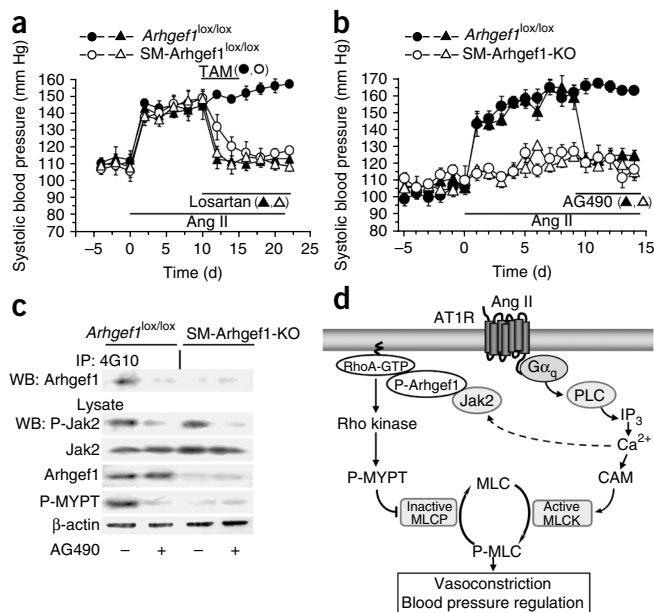 a
Arhgef1lox/lox
SM-Arhgef1lox/lox
TAM (●,○)
Systolic blood pressure (mm Hg)
160
150
140
130
120
110
100
90
80
70
Losartan (▲,△)
Ang II
–5 0 5 10 15 20 25
Time (d)
b
Arhgef1lox/lox
SM-Arhgef1-KO
Systolic blood pressure (mm Hg)
170
160
150
140
130
120
110
100
90
AG490 (▲,△)
Ang II
–5 0 5 10 15
Time (d)
c
Arhgef1lox/lox SM-Arhgef1-KO
IP: 4G10
WB: Arhgef1
Lysate
WB: P-Jak2
Jak2
Arhgef1
P-MYPT
β-actin
AG490 – + – +
d
Ang II
AT1R
RhoA-GTP
P-Arhgef1
Jak2
Gαq
PLC
IP3
Ca2+
Rho kinase
P-MYPT
CAM
Inactive
MLCP
MLC
Active
MLCK
P-MLC
Vasoconstriction
Blood pressure regulation